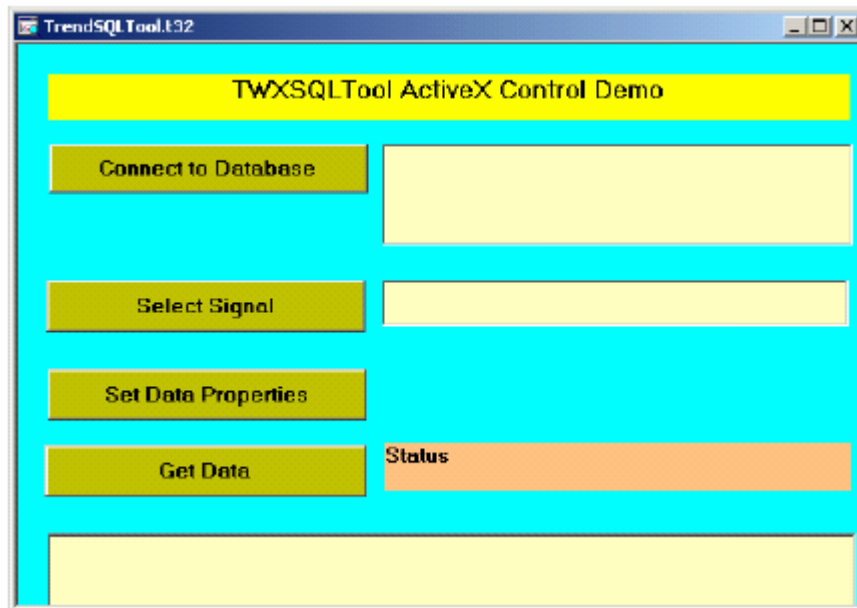 TrendSQLTool.t32
TWXSQLTool ActiveX Control Demo
Connect to Database
Select Signal
Set Data Properties
Get Data
Status